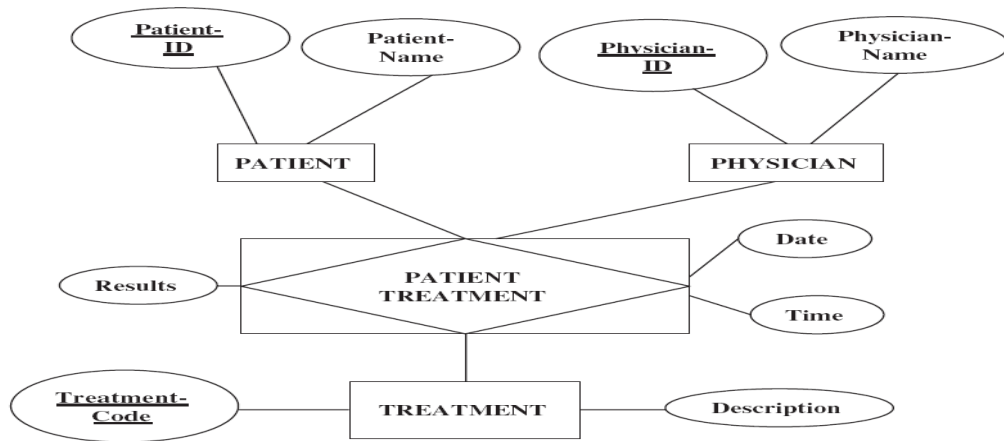 Patient-
ID
Patient-
Name
Physician-
ID
Physician-
Name
PATIENT
PHYSICIAN
Date
Results
PATIENT
TREATMENT
Time
Treatment-
Code
TREATMENT
Description